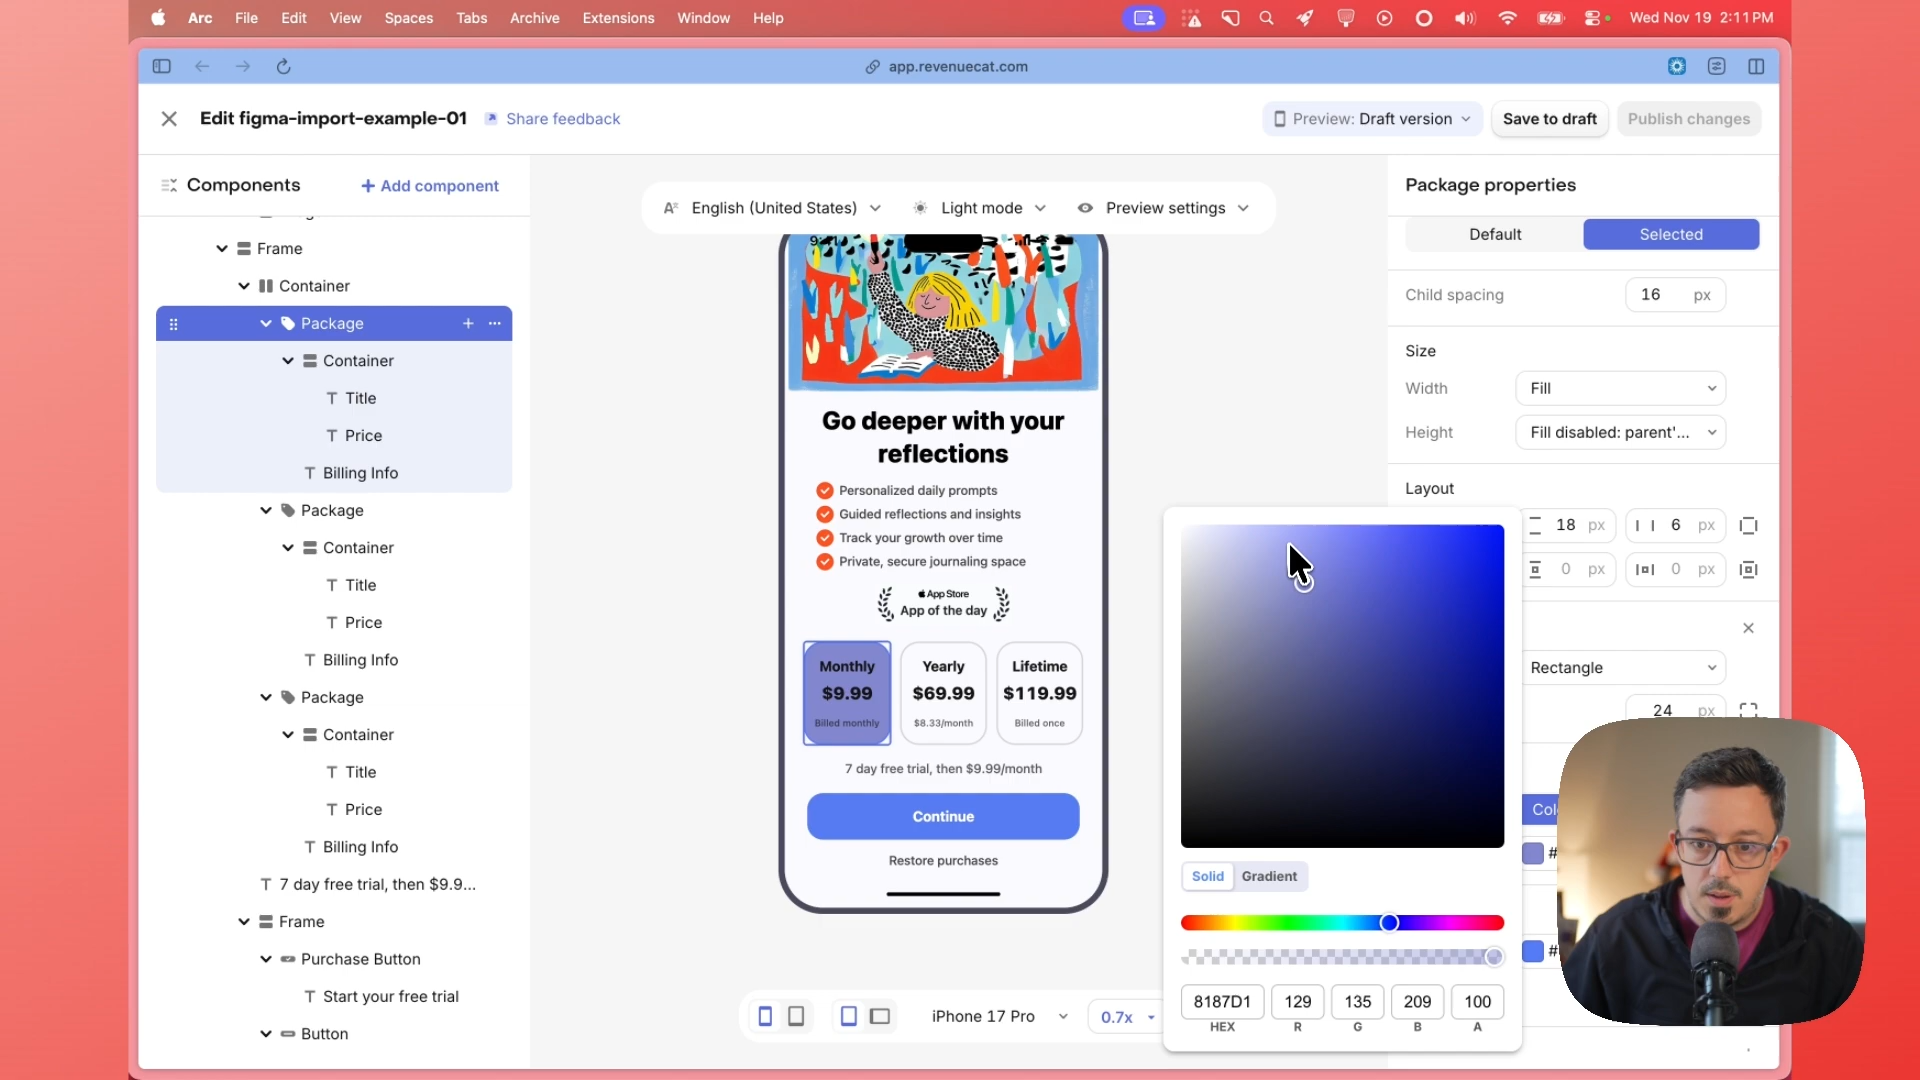 Arc File Edit View Spaces Tabs Archive Extensions Window Help
Wed Nov 19 2:11 PM
app.revenuecat.com
Edit figma-import-example-01
Share feedback
Preview: Draft version
Save to draft
Publish changes
Components
Add component
Frame
Container
Package
Container
Title
Price
Billing Info
Package
Container
Title
Price
Billing Info
Package
Container
Title
Price
Billing Info
7 day free trial, then $9.9...
Frame
Purchase Button
Start your free trial
Button
English (United States)
Light mode
Preview settings
Go deeper with your
reflections
Personalized daily prompts
Guided reflections and insights
Track your growth over time
Private, secure journaling space
App Store
App of the day
Monthly
$9.99
Billed monthly
Yearly
$69.99
$8.33/month
Lifetime
$119.99
Billed once
7 day free trial, then $9.99/month
Continue
Restore purchases
iPhone 17 Pro
0.7x
Package properties
Default
Selected
Child spacing
16 px
Size
Width
Fill
Height
Fill disabled: parent'...
Layout
18 px
6 px
0 px
0 px
Rectangle
24 px
#
#
Solid
Gradient
8187D1
129
135
209
100
HEX
R
G
B
A